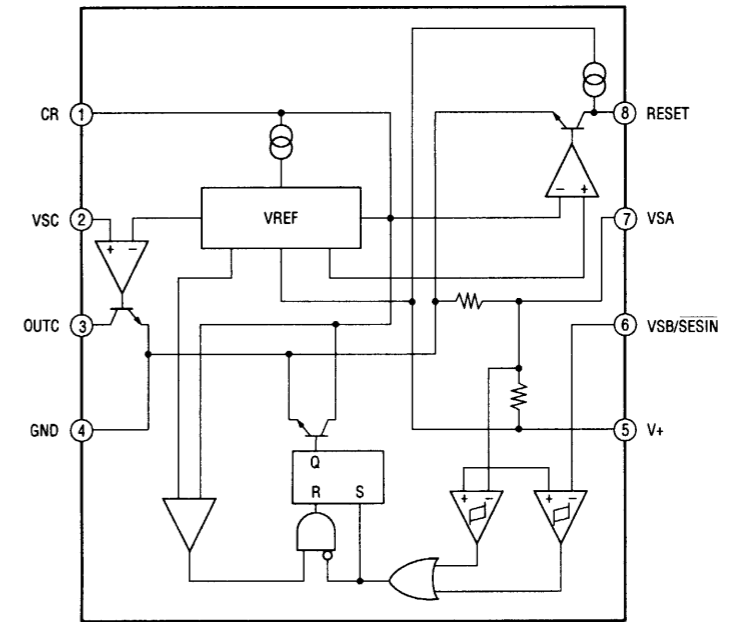 CR 1
8 RESET
VREF
VSC 2
7 VSA
+ −
− +
OUTC 3
6 VSB/SESIN
GND 4
5 V+
Q
R S
+ −
+ −